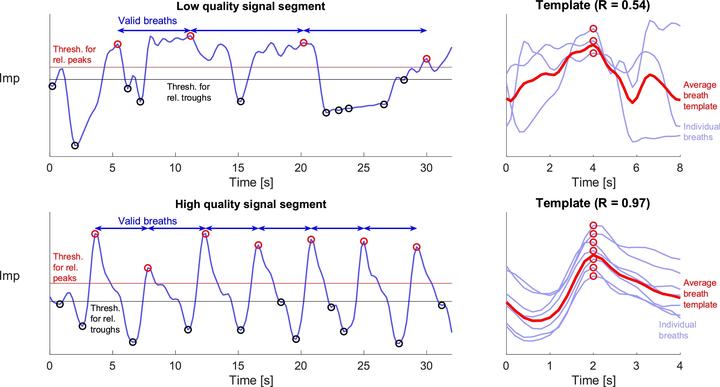 Low quality signal segment
Valid breaths
Thresh. for
rel. peaks
Thresh. for
rel. troughs
Imp
0 5 10 15 20 25 30
Time [s]
Template (R = 0.54)
Average
breath
template
Individual
breaths
0 2 4 6 8
Time [s]
High quality signal segment
Valid breaths
Thresh.
for rel.
peaks
Thresh.
for rel.
troughs
Imp
0 5 10 15 20 25 30
Time [s]
Template (R = 0.97)
Average
breath
template
Individual
breaths
0 1 2 3 4
Time [s]